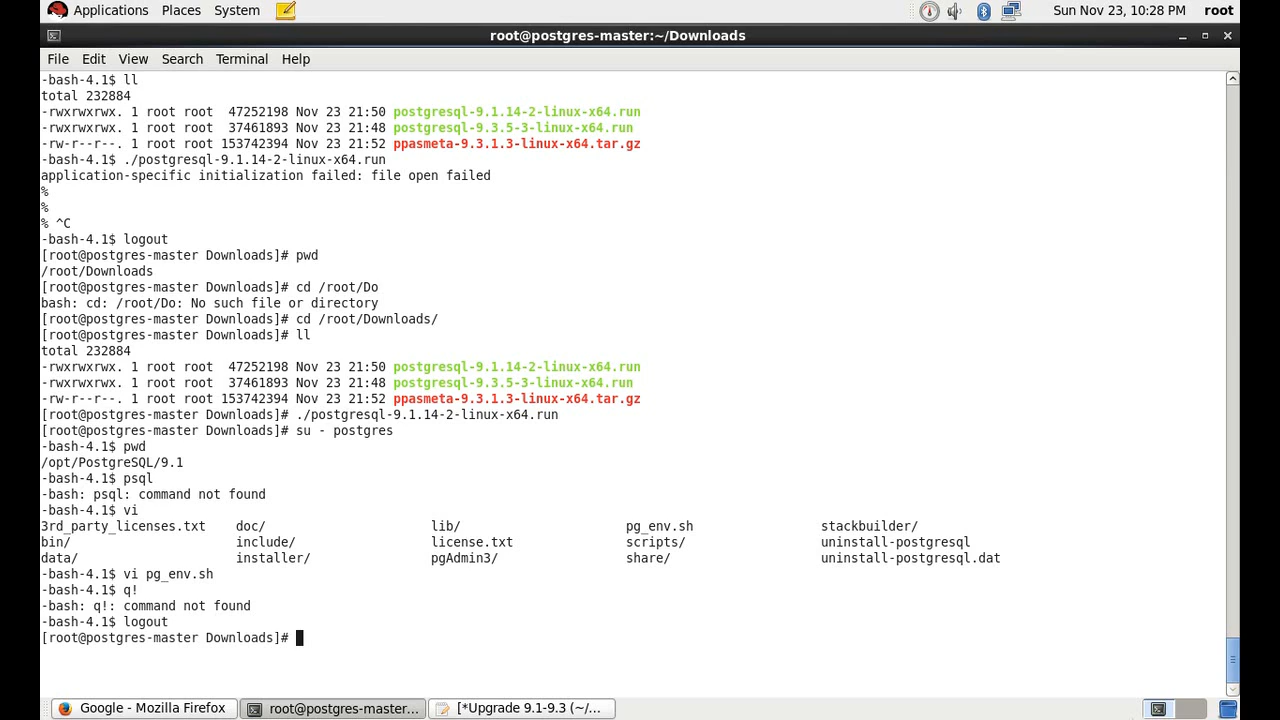 Applications Places System Sun Nov 23, 10:28 PM root
root@postgres-master:~/Downloads
File Edit View Search Terminal Help
-bash-4.1$ ll
total 232884
-rwxrwxrwx. 1 root root  47252198 Nov 23 21:50 postgresql-9.1.14-2-linux-x64.run
-rwxrwxrwx. 1 root root  37461893 Nov 23 21:48 postgresql-9.3.5-3-linux-x64.run
-rw-r--r--. 1 root root 153742394 Nov 23 21:52 ppasmeta-9.3.1.3-linux-x64.tar.gz
-bash-4.1$ ./postgresql-9.1.14-2-linux-x64.run
application-specific initialization failed: file open failed
%
%
% ^C
-bash-4.1$ logout
[root@postgres-master Downloads]# pwd
/root/Downloads
[root@postgres-master Downloads]# cd /root/Do
bash: cd: /root/Do: No such file or directory
[root@postgres-master Downloads]# cd /root/Downloads/
[root@postgres-master Downloads]# ll
total 232884
-rwxrwxrwx. 1 root root  47252198 Nov 23 21:50 postgresql-9.1.14-2-linux-x64.run
-rwxrwxrwx. 1 root root  37461893 Nov 23 21:48 postgresql-9.3.5-3-linux-x64.run
-rw-r--r--. 1 root root 153742394 Nov 23 21:52 ppasmeta-9.3.1.3-linux-x64.tar.gz
[root@postgres-master Downloads]# ./postgresql-9.1.14-2-linux-x64.run
[root@postgres-master Downloads]# su - postgres
-bash-4.1$ pwd
/opt/PostgreSQL/9.1
-bash-4.1$ psql
-bash: psql: command not found
-bash-4.1$ vi
3rd_party_licenses.txt    doc/    lib/    pg_env.sh    stackbuilder/
bin/    include/    license.txt    scripts/    uninstall-postgresql
data/    installer/    pgAdmin3/    share/    uninstall-postgresql.dat
-bash-4.1$ vi pg_env.sh
-bash-4.1$ q!
-bash: q!: command not found
-bash-4.1$ logout
[root@postgres-master Downloads]#
Google - Mozilla Firefox root@postgres-master... [*Upgrade 9.1-9.3 (~/...